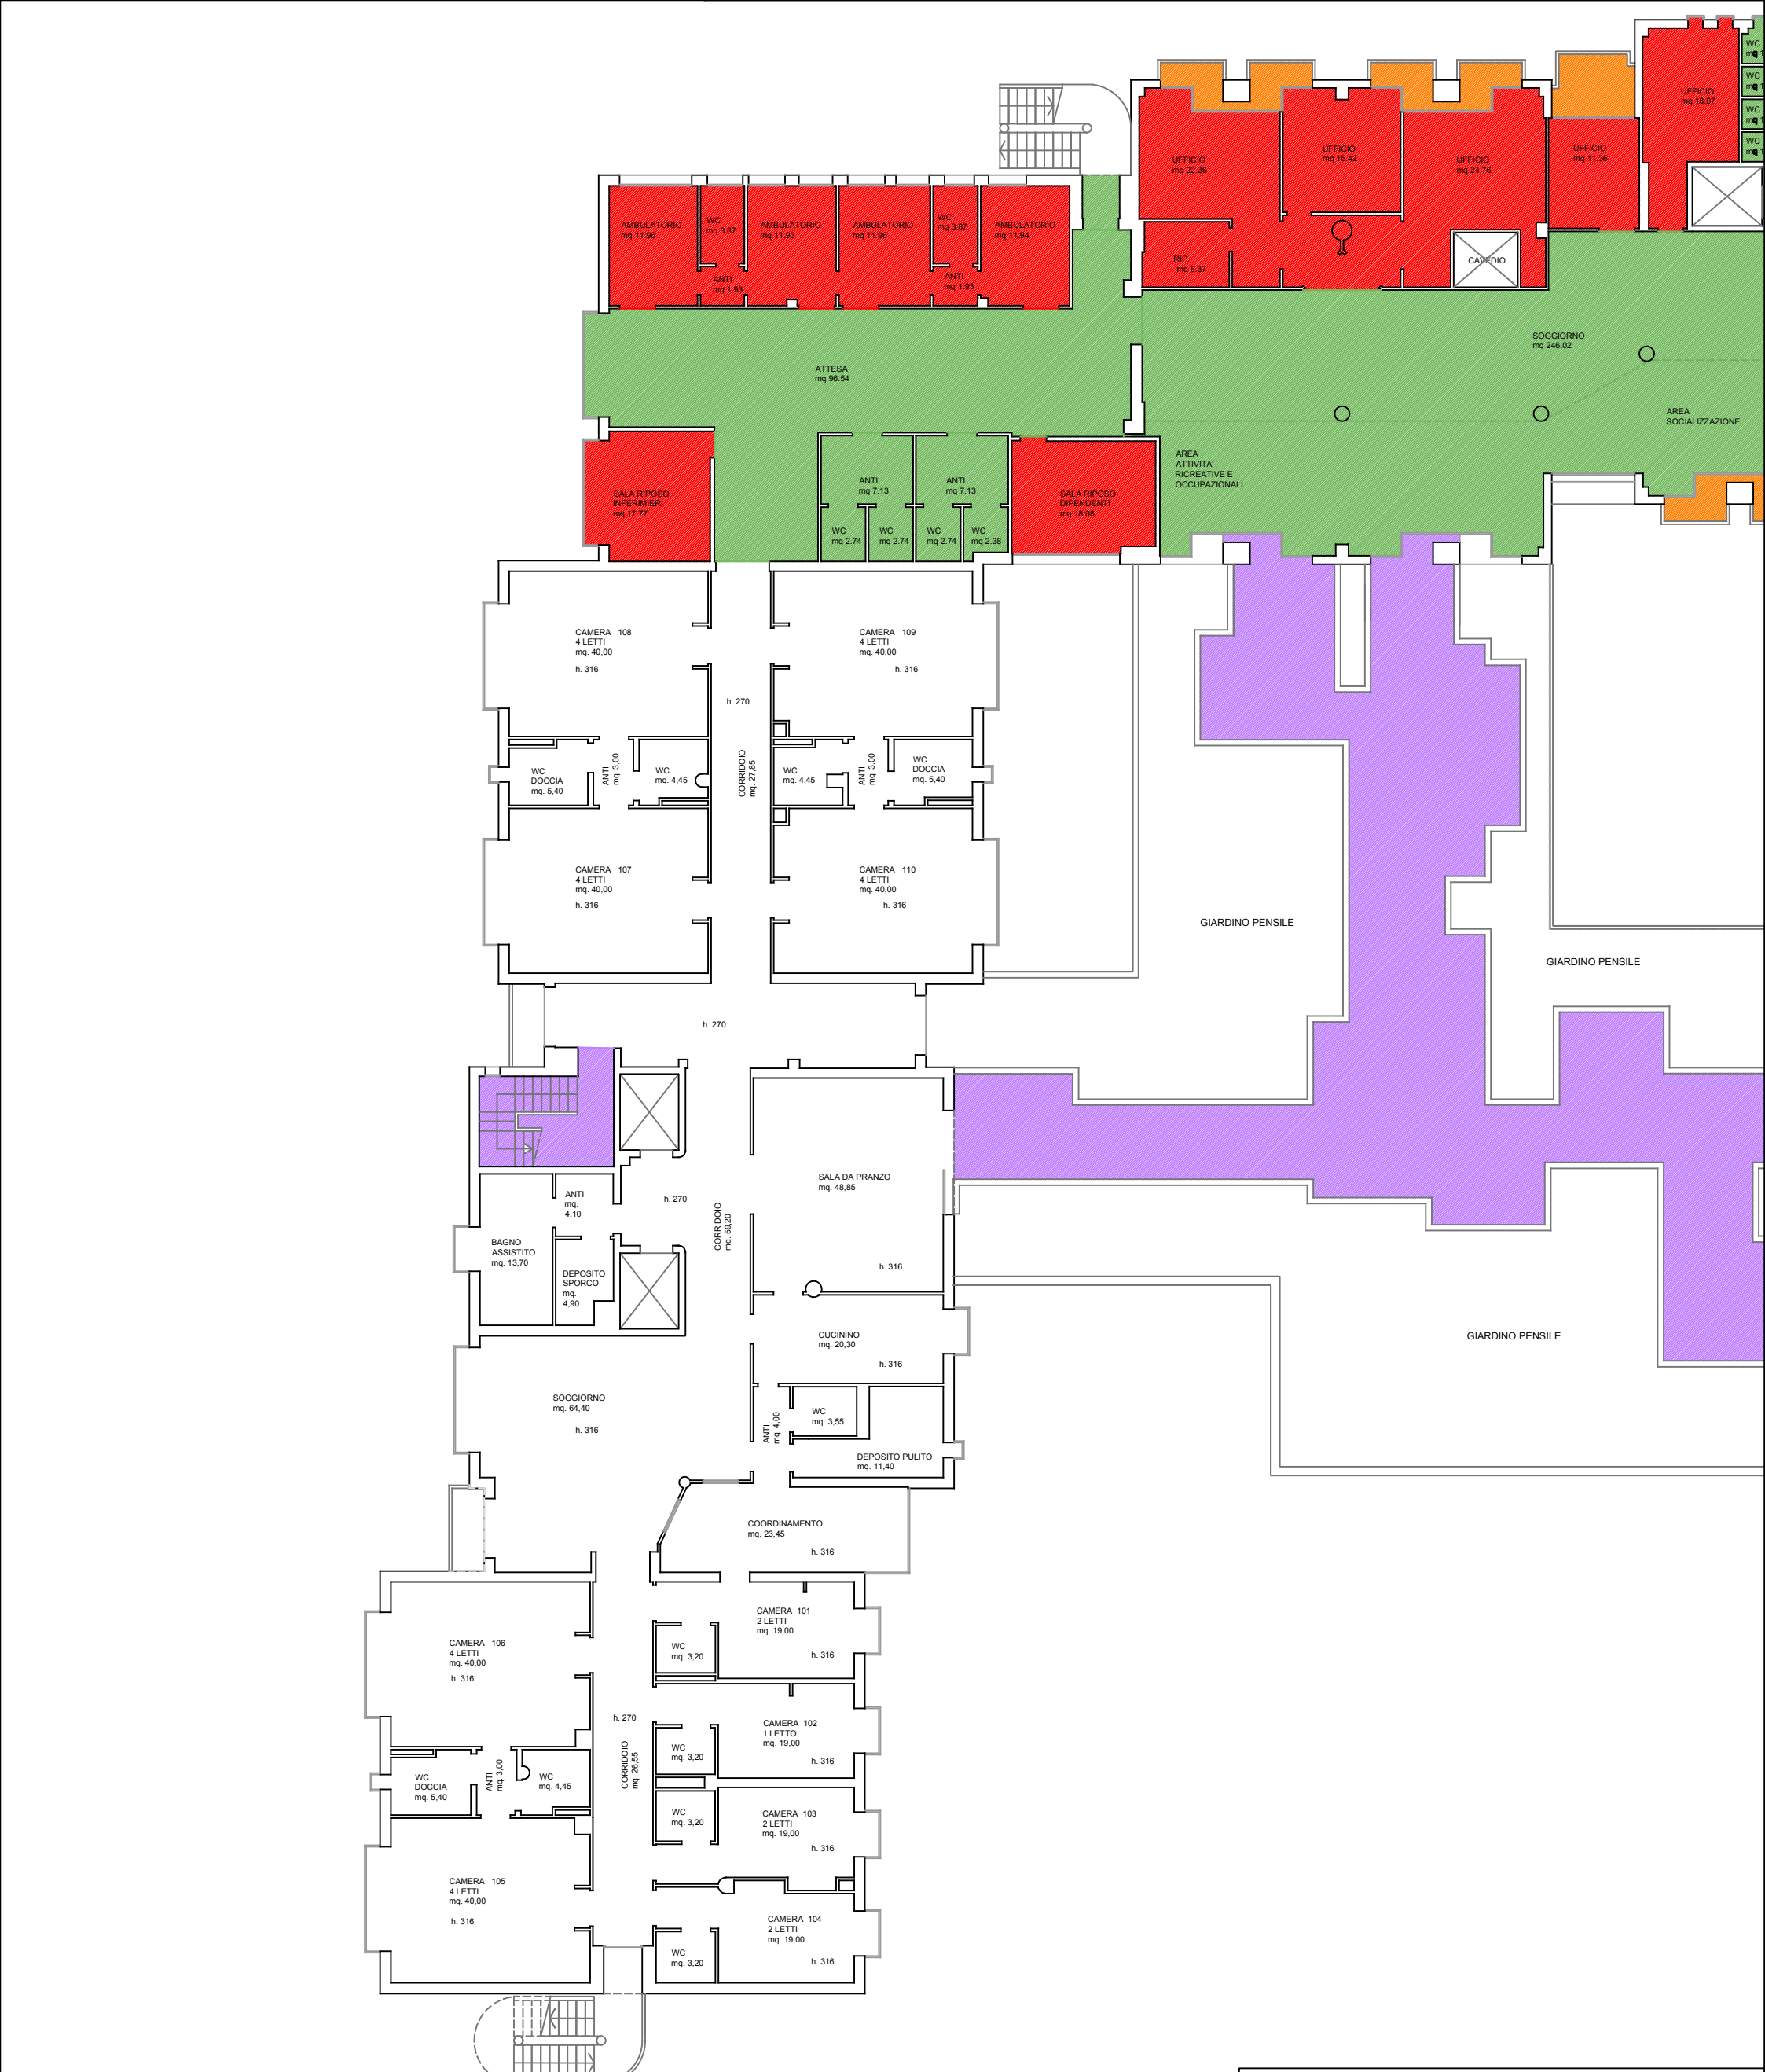 WC
mq 1
WC
mq 1
WC
mq 1
WC
mq 1
UFFICIO
mq 18.07
UFFICIO
mq 22.36
UFFICIO
mq 16.42
UFFICIO
mq 24.76
UFFICIO
mq 11.36
AMBULATORIO
mq 11.96
WC
mq 3.87
AMBULATORIO
mq 11.93
AMBULATORIO
mq 11.96
WC
mq 3.87
AMBULATORIO
mq 11.94
ANTI
mq 1.93
ANTI
mq 1.93
RIP.
mq 6.37
CAVEDIO
SOGGIORNO
mq 246.02
ATTESA
mq 96.54
AREA
SOCIALIZZAZIONE
AREA
ATTIVITA'
RICREATIVE E
OCCUPAZIONALI
SALA RIPOSO
INFERIMIERI
mq 17.77
ANTI
mq 7.13
ANTI
mq 7.13
SALA RIPOSO
DIPENDENTI
mq 18.08
WC
mq 2.74
WC
mq 2.74
WC
mq 2.74
WC
mq 2.38
CAMERA 108
4 LETTI
mq. 40,00
h. 316
CAMERA 109
4 LETTI
mq. 40,00
h. 316
h. 270
CORRIDOIO
mq. 27,85
WC
DOCCIA
mq. 5,40
ANTI
mq. 3,00
WC
mq. 4,45
WC
mq. 4,45
ANTI
mq. 3,00
WC
DOCCIA
mq. 5,40
CAMERA 107
4 LETTI
mq. 40,00
h. 316
CAMERA 110
4 LETTI
mq. 40,00
h. 316
GIARDINO PENSILE
GIARDINO PENSILE
h. 270
SALA DA PRANZO
mq. 48,85
h. 316
ANTI
mq.
4,10
h. 270
CORRIDOIO
mq. 59,20
BAGNO
ASSISTITO
mq. 13,70
DEPOSITO
SPORCO
mq.
4,90
CUCININO
mq. 20,30
h. 316
GIARDINO PENSILE
SOGGIORNO
mq. 64,40
h. 316
ANTI
mq. 4,00
WC
mq. 3,55
DEPOSITO PULITO
mq. 11,40
COORDINAMENTO
mq. 23,45
h. 316
CAMERA 106
4 LETTI
mq. 40,00
h. 316
CAMERA 101
2 LETTI
mq. 19,00
h. 316
WC
mq. 3,20
h. 270
CORRIDOIO
mq. 26,55
CAMERA 102
1 LETTO
mq. 19,00
h. 316
WC
mq. 3,20
WC
DOCCIA
mq. 5,40
ANTI
mq. 3,00
WC
mq. 4,45
WC
mq. 3,20
CAMERA 103
2 LETTI
mq. 19,00
h. 316
CAMERA 105
4 LETTI
mq. 40,00
h. 316
CAMERA 104
2 LETTI
mq. 19,00
h. 316
WC
mq. 3,20